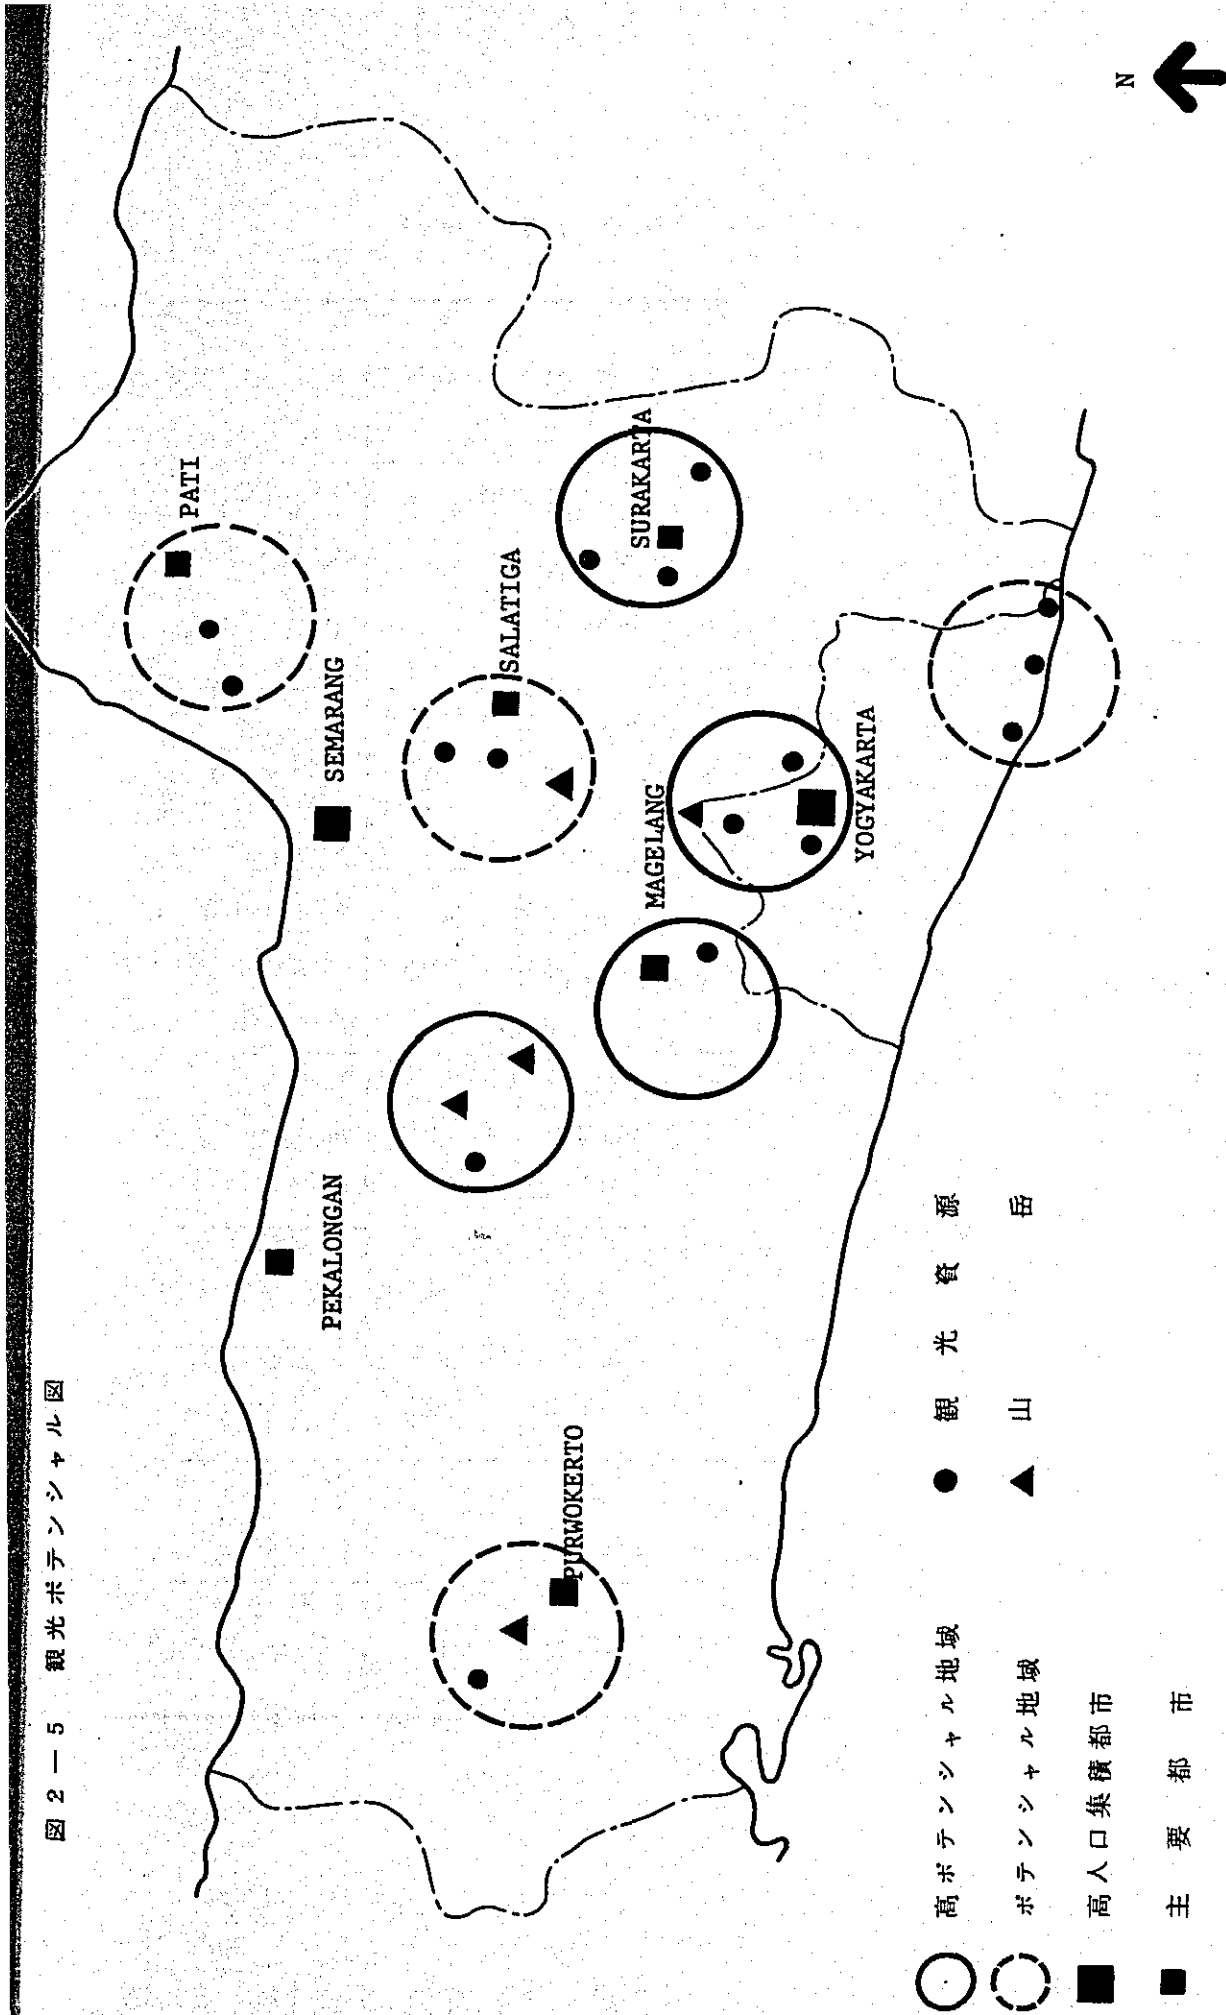 図2-5 観光ポテンシャル図
N
PATI
SEMARANG
SALATIGA
SURAKARTA
PEKALONGAN
MAGELANG
YOGYAKARTA
PURWOKERTO
高ポテンシャル地域
ポテンシャル地域
高人口集積都市
主要都市
観光資源
山岳